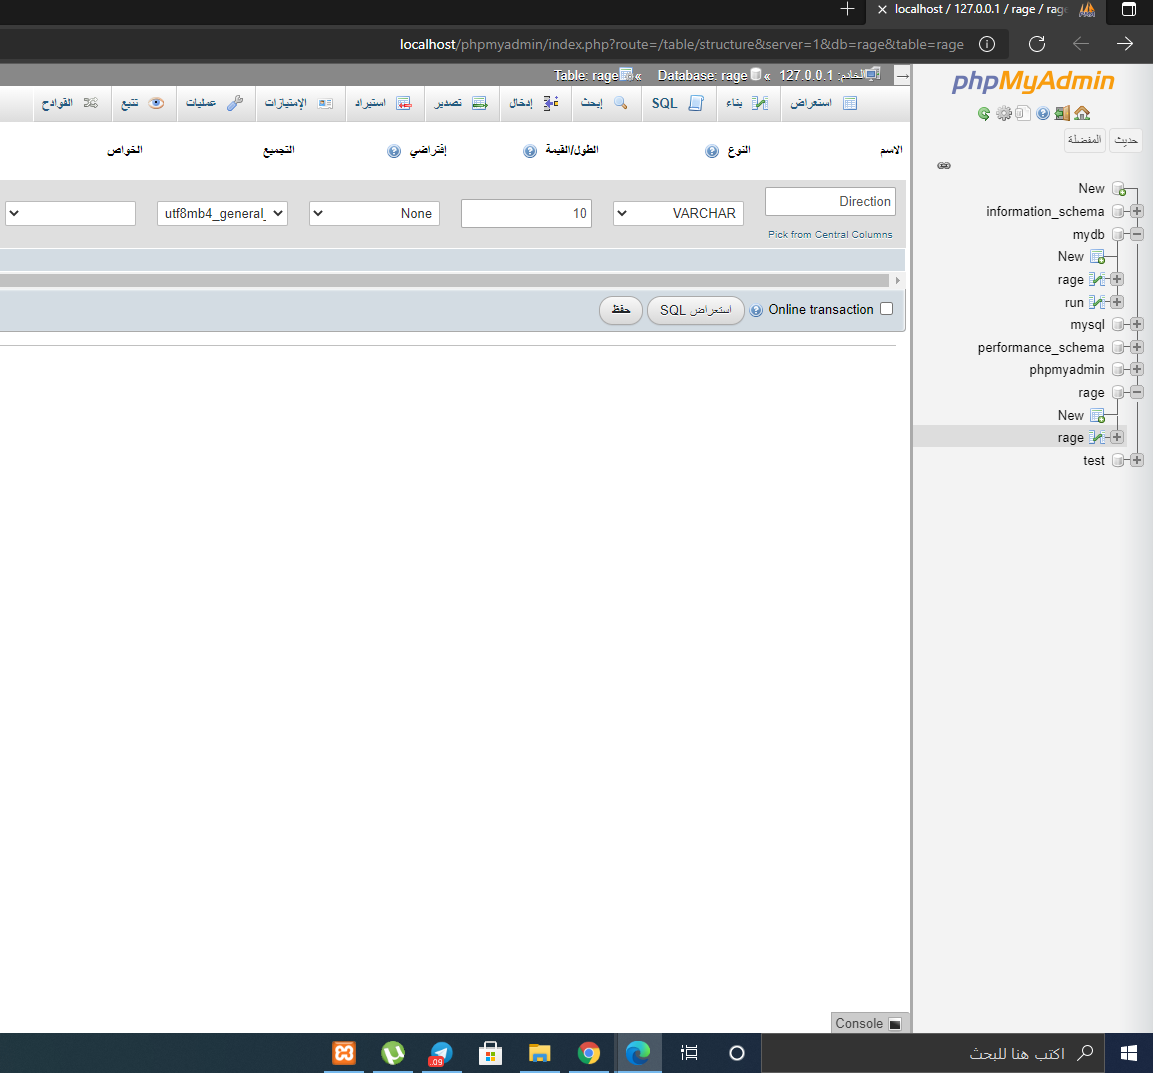 localhost / 127.0.0.1 / rage / rag
localhost/phpmyadmin/index.php?route=/table/structure&server=1&db=rage&table=rage
الخادم: 127.0.0.1 » Database: rage » Table: rage
استعراض
بناء
SQL
إبحث
إدخال
تصدير
استيراد
الإمتيازات
عمليات
تتبع
القوادح
الاسم
النوع
الطول/القيمة
إفتراضي
التجميع
الخواص
Direction
VARCHAR
10
None
utf8mb4_general_
Pick from Central Columns
Online transaction
استعراض SQL
حفظ
phpMyAdmin
حديث
المفضلة
New
information_schema
mydb
New
rage
run
mysql
performance_schema
phpmyadmin
rage
New
rage
test
Console
اكتب هنا للبحث
.09